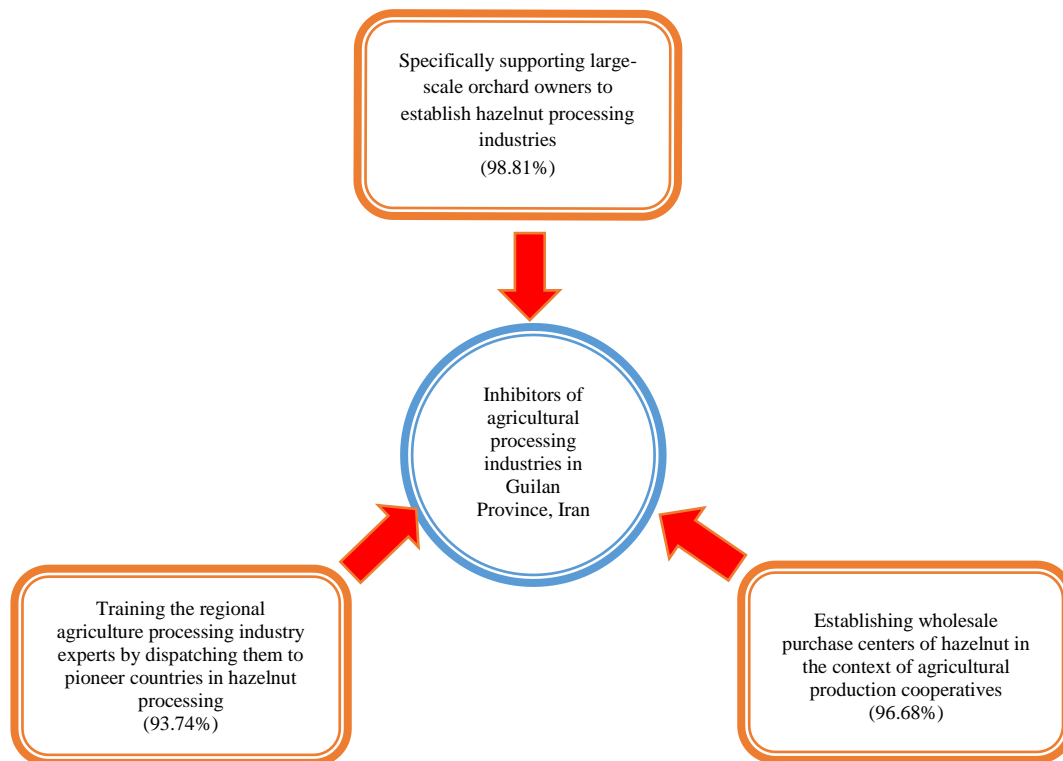 Specifically supporting large-
scale orchard owners to
establish hazelnut processing
industries
(98.81%)
Inhibitors of
agricultural
processing
industries in
Guilan
Province, Iran
Training the regional
agriculture processing industry
experts by dispatching them to
pioneer countries in hazelnut
processing
(93.74%)
Establishing wholesale
purchase centers of hazelnut in
the context of agricultural
production cooperatives
(96.68%)